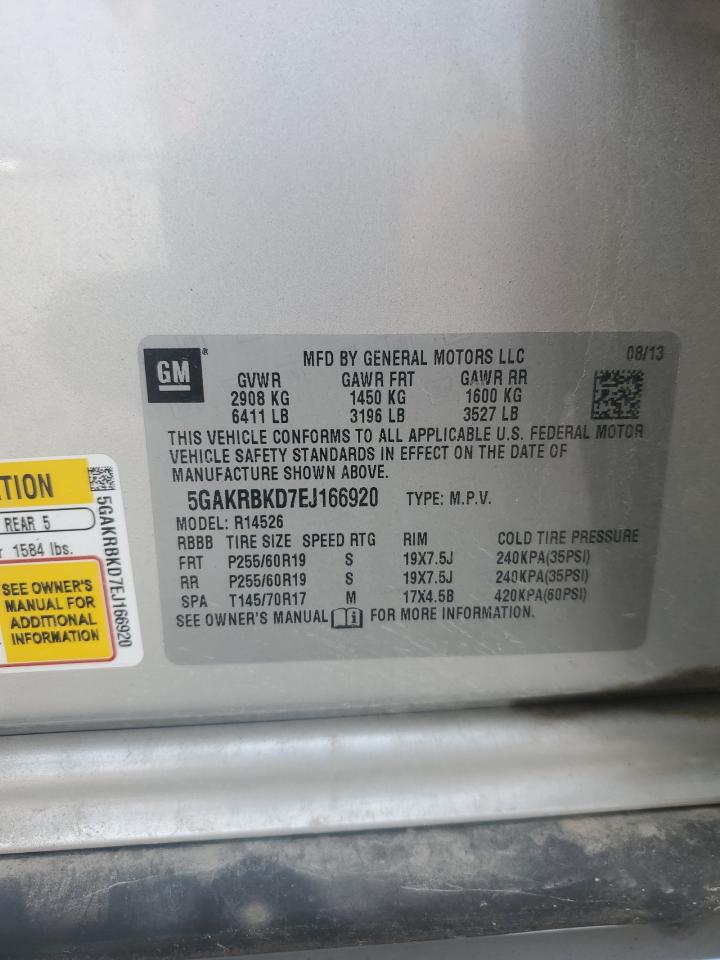 GM ®
MFD BY GENERAL MOTORS LLC 08/13
GVWR GAWR FRT GAWR RR
2908 KG 1450 KG 1600 KG
6411 LB 3196 LB 3527 LB
THIS VEHICLE CONFORMS TO ALL APPLICABLE U.S. FEDERAL MOTOR
VEHICLE SAFETY STANDARDS IN EFFECT ON THE DATE OF
MANUFACTURE SHOWN ABOVE.
5GAKRBKD7EJ166920 TYPE: M.P.V.
MODEL: R14526
RBBB TIRE SIZE SPEED RTG RIM COLD TIRE PRESSURE
FRT P255/60R19 S 19X7.5J 240KPA(35PSI)
RR P255/60R19 S 19X7.5J 240KPA(35PSI)
SPA T145/70R17 M 17X4.5B 420KPA(60PSI)
SEE OWNER'S MANUAL FOR MORE INFORMATION.
REAR 5
1584 lbs.
SEE OWNER'S
MANUAL FOR
ADDITIONAL
INFORMATION
5GAKRBKD7EJ166920